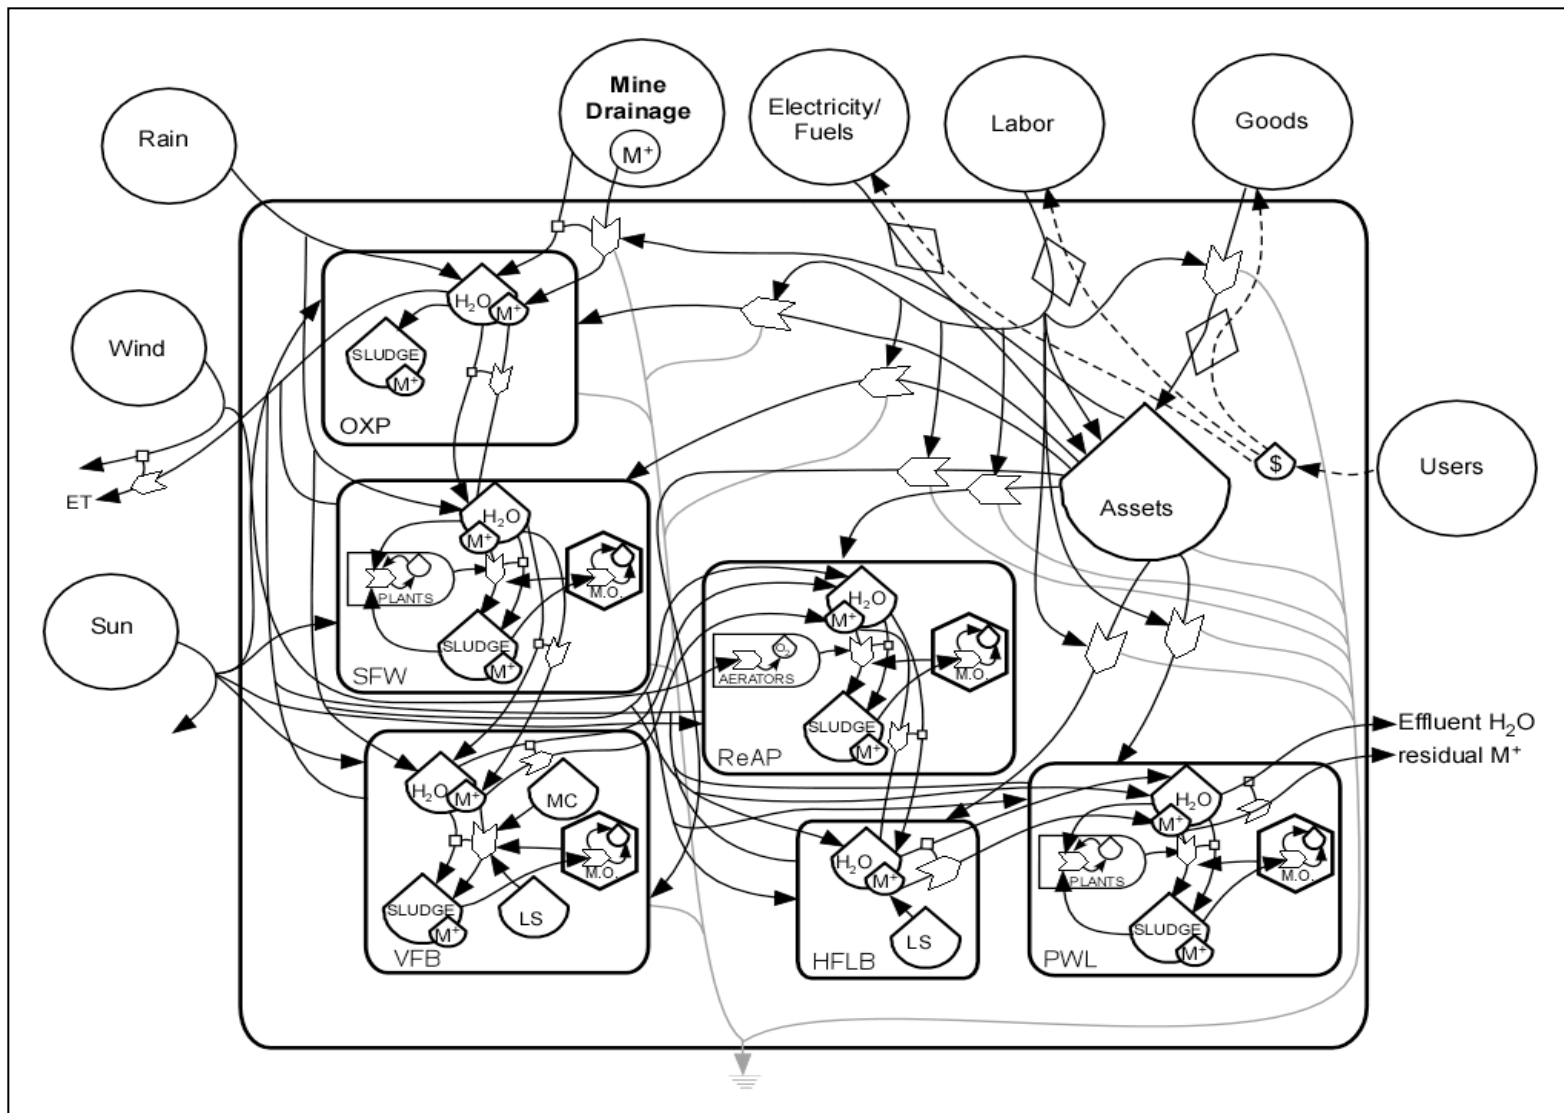 Mine
Drainage
M+
Rain
Electricity/
Fuels
Labor
Goods
Wind
H2O
M+
SLUDGE
M+
OXP
ET
$
Users
Assets
H2O
M+
PLANTS
M.O.
SLUDGE
M+
SFW
Sun
H2O
M+
O2
AERATORS
M.O.
SLUDGE
M+
ReAP
Effluent H2O
residual M+
H2O
M+
MC
M.O.
SLUDGE
M+
LS
VFB
H2O
M+
LS
HFLB
H2O
M+
PLANTS
M.O.
SLUDGE
M+
PWL